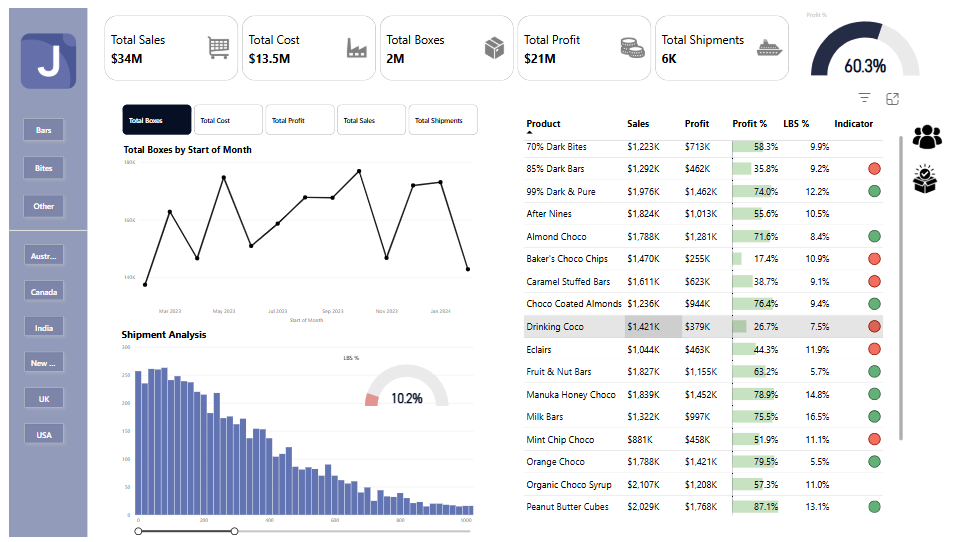 J
Bars
Bites
Other
Austr...
Canada
India
New ...
UK
USA
Total Sales
$34M
Total Cost
$13.5M
Total Boxes
2M
Total Profit
$21M
Total Shipments
6K
Profit %
60.3%
Total Boxes
Total Cost
Total Profit
Total Sales
Total Shipments
Total Boxes by Start of Month
180K
160K
140K
Mar 2023 May 2023 Jul 2023 Sep 2023 Nov 2023 Jan 2024
Start of Month
Shipment Analysis
300
250
200
150
100
50
0
0 200 400 600 800 1000
LBS %
10.2%
Product Sales Profit Profit % LBS % Indicator
70% Dark Bites $1,223K $713K 58.3% 9.9%
85% Dark Bars $1,292K $462K 35.8% 9.2%
99% Dark & Pure $1,976K $1,462K 74.0% 12.2%
After Nines $1,824K $1,013K 55.6% 10.5%
Almond Choco $1,788K $1,281K 71.6% 8.4%
Baker's Choco Chips $1,470K $255K 17.4% 10.9%
Caramel Stuffed Bars $1,611K $623K 38.7% 9.1%
Choco Coated Almonds $1,236K $944K 76.4% 9.4%
Drinking Coco $1,421K $379K 26.7% 7.5%
Eclairs $1,044K $463K 44.3% 11.9%
Fruit & Nut Bars $1,827K $1,155K 63.2% 5.7%
Manuka Honey Choco $1,839K $1,452K 78.9% 14.8%
Milk Bars $1,322K $997K 75.5% 16.5%
Mint Chip Choco $881K $458K 51.9% 11.1%
Orange Choco $1,788K $1,421K 79.5% 5.5%
Organic Choco Syrup $2,107K $1,208K 57.3% 11.0%
Peanut Butter Cubes $2,029K $1,768K 87.1% 13.1%